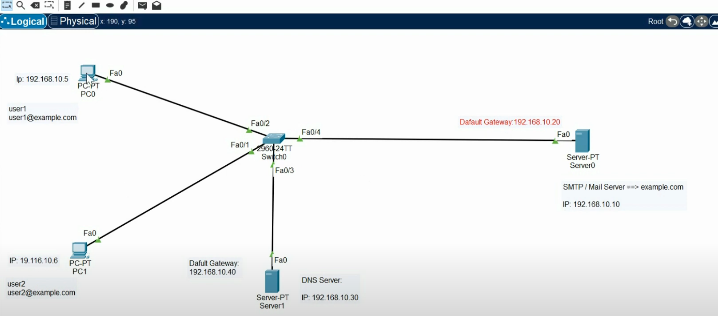 Logical
Physical
x: 190, y: 95
Root
Ip: 192.168.10.5
Fa0
PC-PT
PC0
user1
user1@example.com
Fa0/2
Fa0/1
Fa0/4
2960-24TT
Switch0
Fa0/3
Dafault Gateway:192.168.10.20
Fa0
Server-PT
Server0
SMTP / Mail Server ==> example.com
IP: 192.168.10.10
Fa0
IP: 19.116.10.6
PC-PT
PC1
user2
user2@example.com
Dafult Gateway:
192.168.10.40
Fa0
Server-PT
Server1
DNS Server:
IP: 192.168.10.30